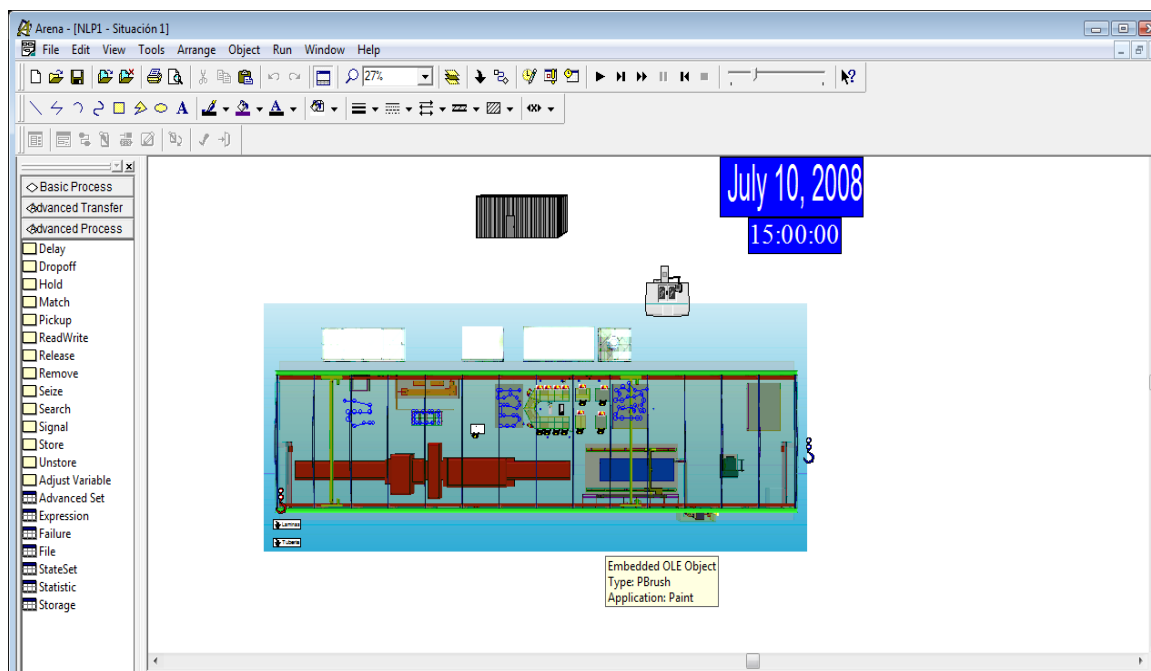 Arena - [NLP1 - Situación 1]
File Edit View Tools Arrange Object Run Window Help
27%
Basic Process
Advanced Transfer
Advanced Process
Delay
Dropoff
Hold
Match
Pickup
ReadWrite
Release
Remove
Seize
Search
Signal
Store
Unstore
Adjust Variable
Advanced Set
Expression
Failure
File
StateSet
Statistic
Storage
July 10, 2008
15:00:00
Laminas
Tuberia
Embedded OLE Object
Type: PBrush
Application: Paint